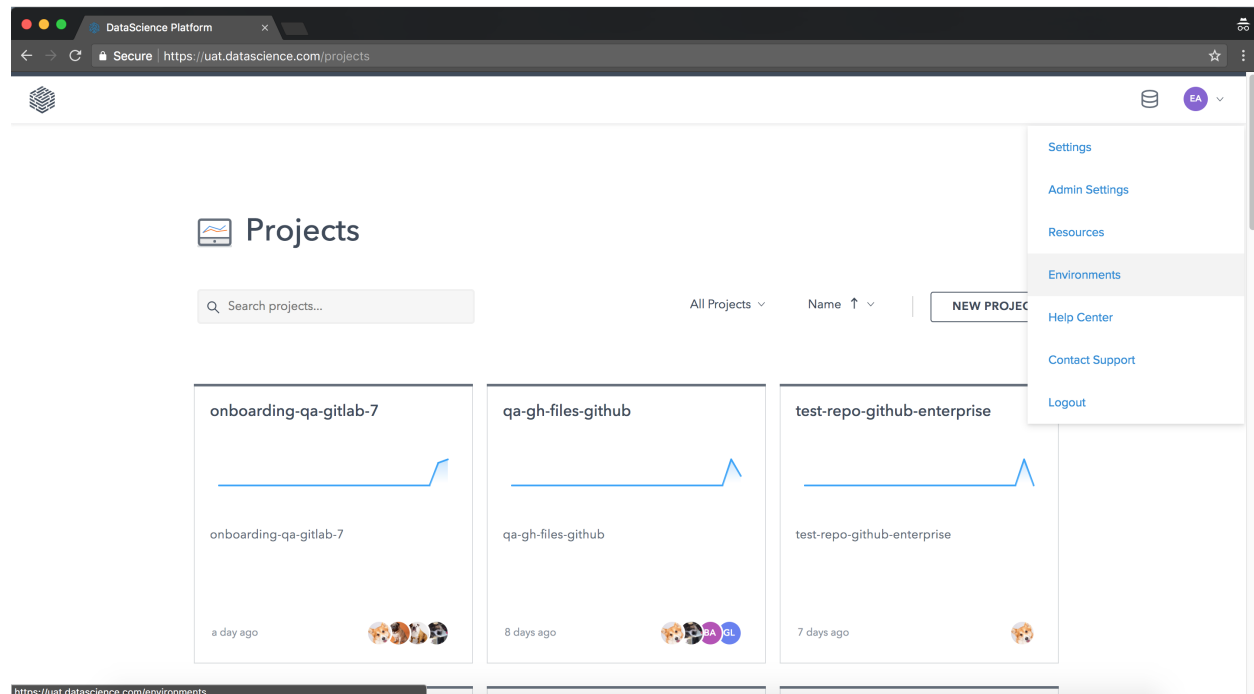 DataScience Platform
Secure https://uat.datascience.com/projects
EA
Settings
Admin Settings
Resources
Environments
Help Center
Contact Support
Logout
Projects
Search projects...
All Projects
Name
NEW PROJEC
onboarding-qa-gitlab-7
onboarding-qa-gitlab-7
a day ago
qa-gh-files-github
qa-gh-files-github
8 days ago
BA
GL
test-repo-github-enterprise
test-repo-github-enterprise
7 days ago
https://uat.datascience.com/environments